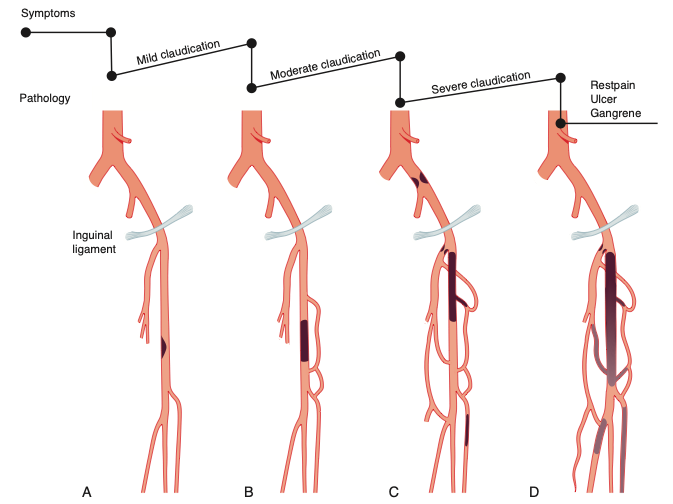 Symptoms
Mild claudication
Moderate claudication
Severe claudication
Restpain
Ulcer
Gangrene
Pathology
Inguinal
ligament
A
B
C
D